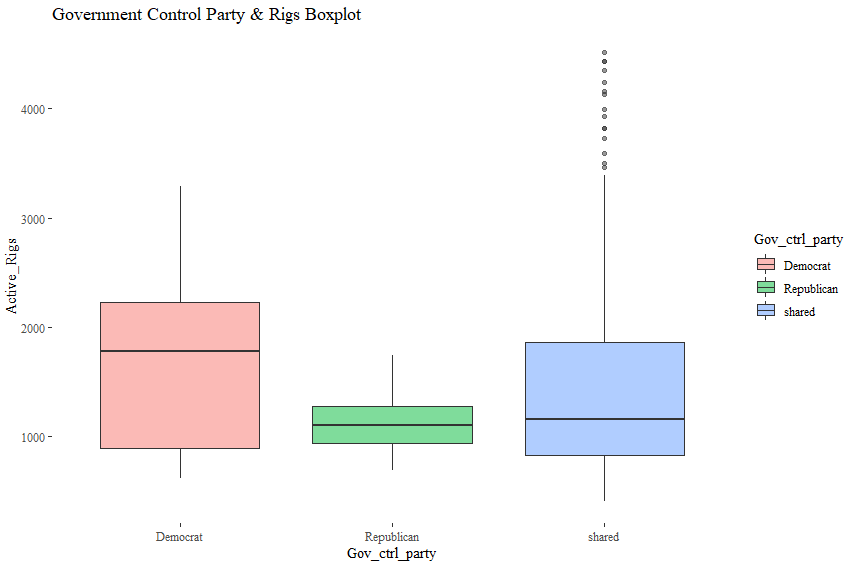 Government Control Party & Rigs Boxplot
4000
3000
2000
1000
Active_Rigs
Democrat
Republican
shared
Gov_ctrl_party
Gov_ctrl_party
Democrat
Republican
shared